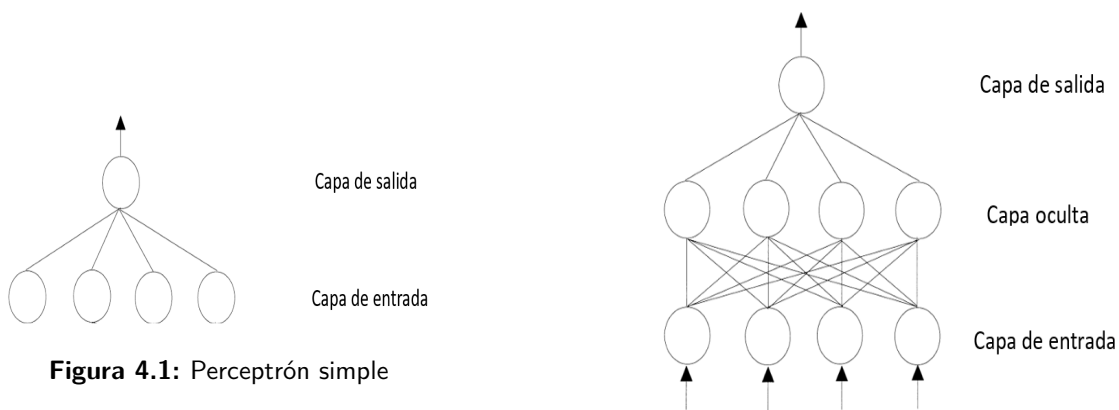 Capa de salida
Capa de entrada
Figura 4.1: Perceptrón simple
Capa de salida
Capa oculta
Capa de entrada